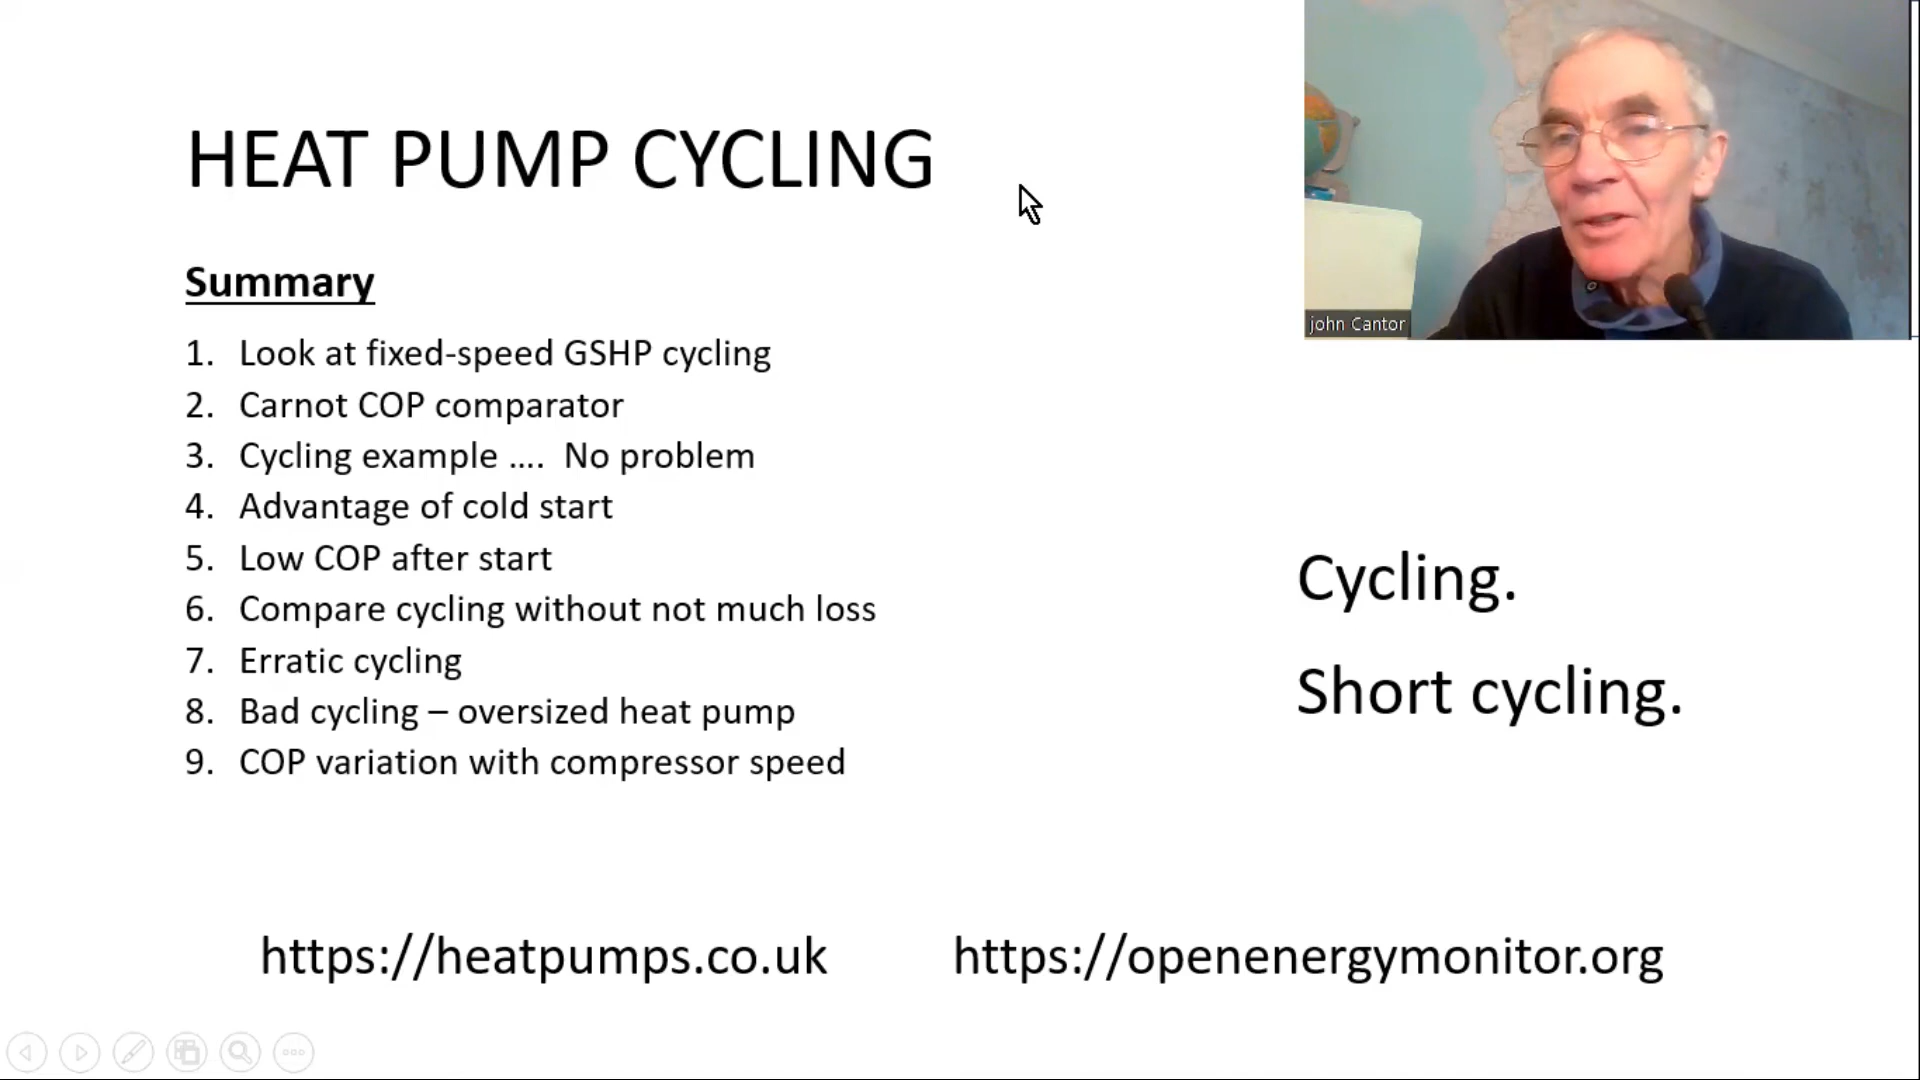 HEAT PUMP CYCLING
john Cantor
Summary
1. Look at fixed-speed GSHP cycling
2. Carnot COP comparator
3. Cycling example .... No problem
4. Advantage of cold start
5. Low COP after start
6. Compare cycling without not much loss
7. Erratic cycling
8. Bad cycling – oversized heat pump
9. COP variation with compressor speed
Cycling.
Short cycling.
https://heatpumps.co.uk
https://openenergymonitor.org